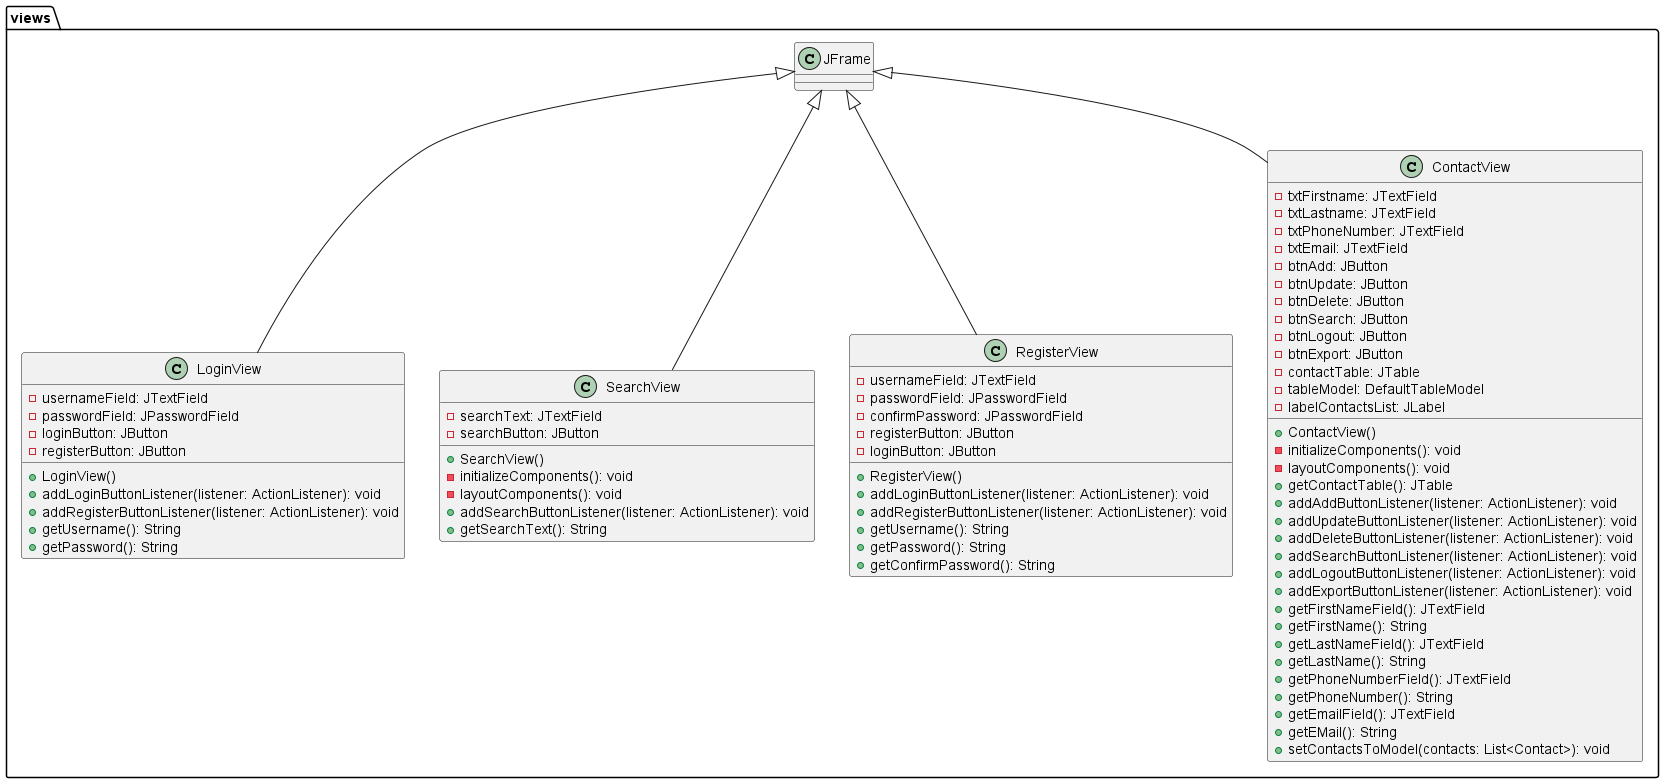 views
JFrame
LoginView
usernameField: JTextField
passwordField: JPasswordField
loginButton: JButton
registerButton: JButton
LoginView()
addLoginButtonListener(listener: ActionListener): void
addRegisterButtonListener(listener: ActionListener): void
getUsername(): String
getPassword(): String
SearchView
searchText: JTextField
searchButton: JButton
SearchView()
initializeComponents(): void
layoutComponents(): void
addSearchButtonListener(listener: ActionListener): void
getSearchText(): String
RegisterView
usernameField: JTextField
passwordField: JPasswordField
confirmPassword: JPasswordField
registerButton: JButton
loginButton: JButton
RegisterView()
addLoginButtonListener(listener: ActionListener): void
addRegisterButtonListener(listener: ActionListener): void
getUsername(): String
getPassword(): String
getConfirmPassword(): String
ContactView
txtFirstname: JTextField
txtLastname: JTextField
txtPhoneNumber: JTextField
txtEmail: JTextField
btnAdd: JButton
btnUpdate: JButton
btnDelete: JButton
btnSearch: JButton
btnLogout: JButton
btnExport: JButton
contactTable: JTable
tableModel: DefaultTableModel
labelContactsList: JLabel
ContactView()
initializeComponents(): void
layoutComponents(): void
getContactTable(): JTable
addAddButtonListener(listener: ActionListener): void
addUpdateButtonListener(listener: ActionListener): void
addDeleteButtonListener(listener: ActionListener): void
addSearchButtonListener(listener: ActionListener): void
addLogoutButtonListener(listener: ActionListener): void
addExportButtonListener(listener: ActionListener): void
getFirstNameField(): JTextField
getFirstName(): String
getLastNameField(): JTextField
getLastName(): String
getPhoneNumberField(): JTextField
getPhoneNumber(): String
getEmailField(): JTextField
getEMail(): String
setContactsToModel(contacts: List<Contact>): void
C
C
C
C
C